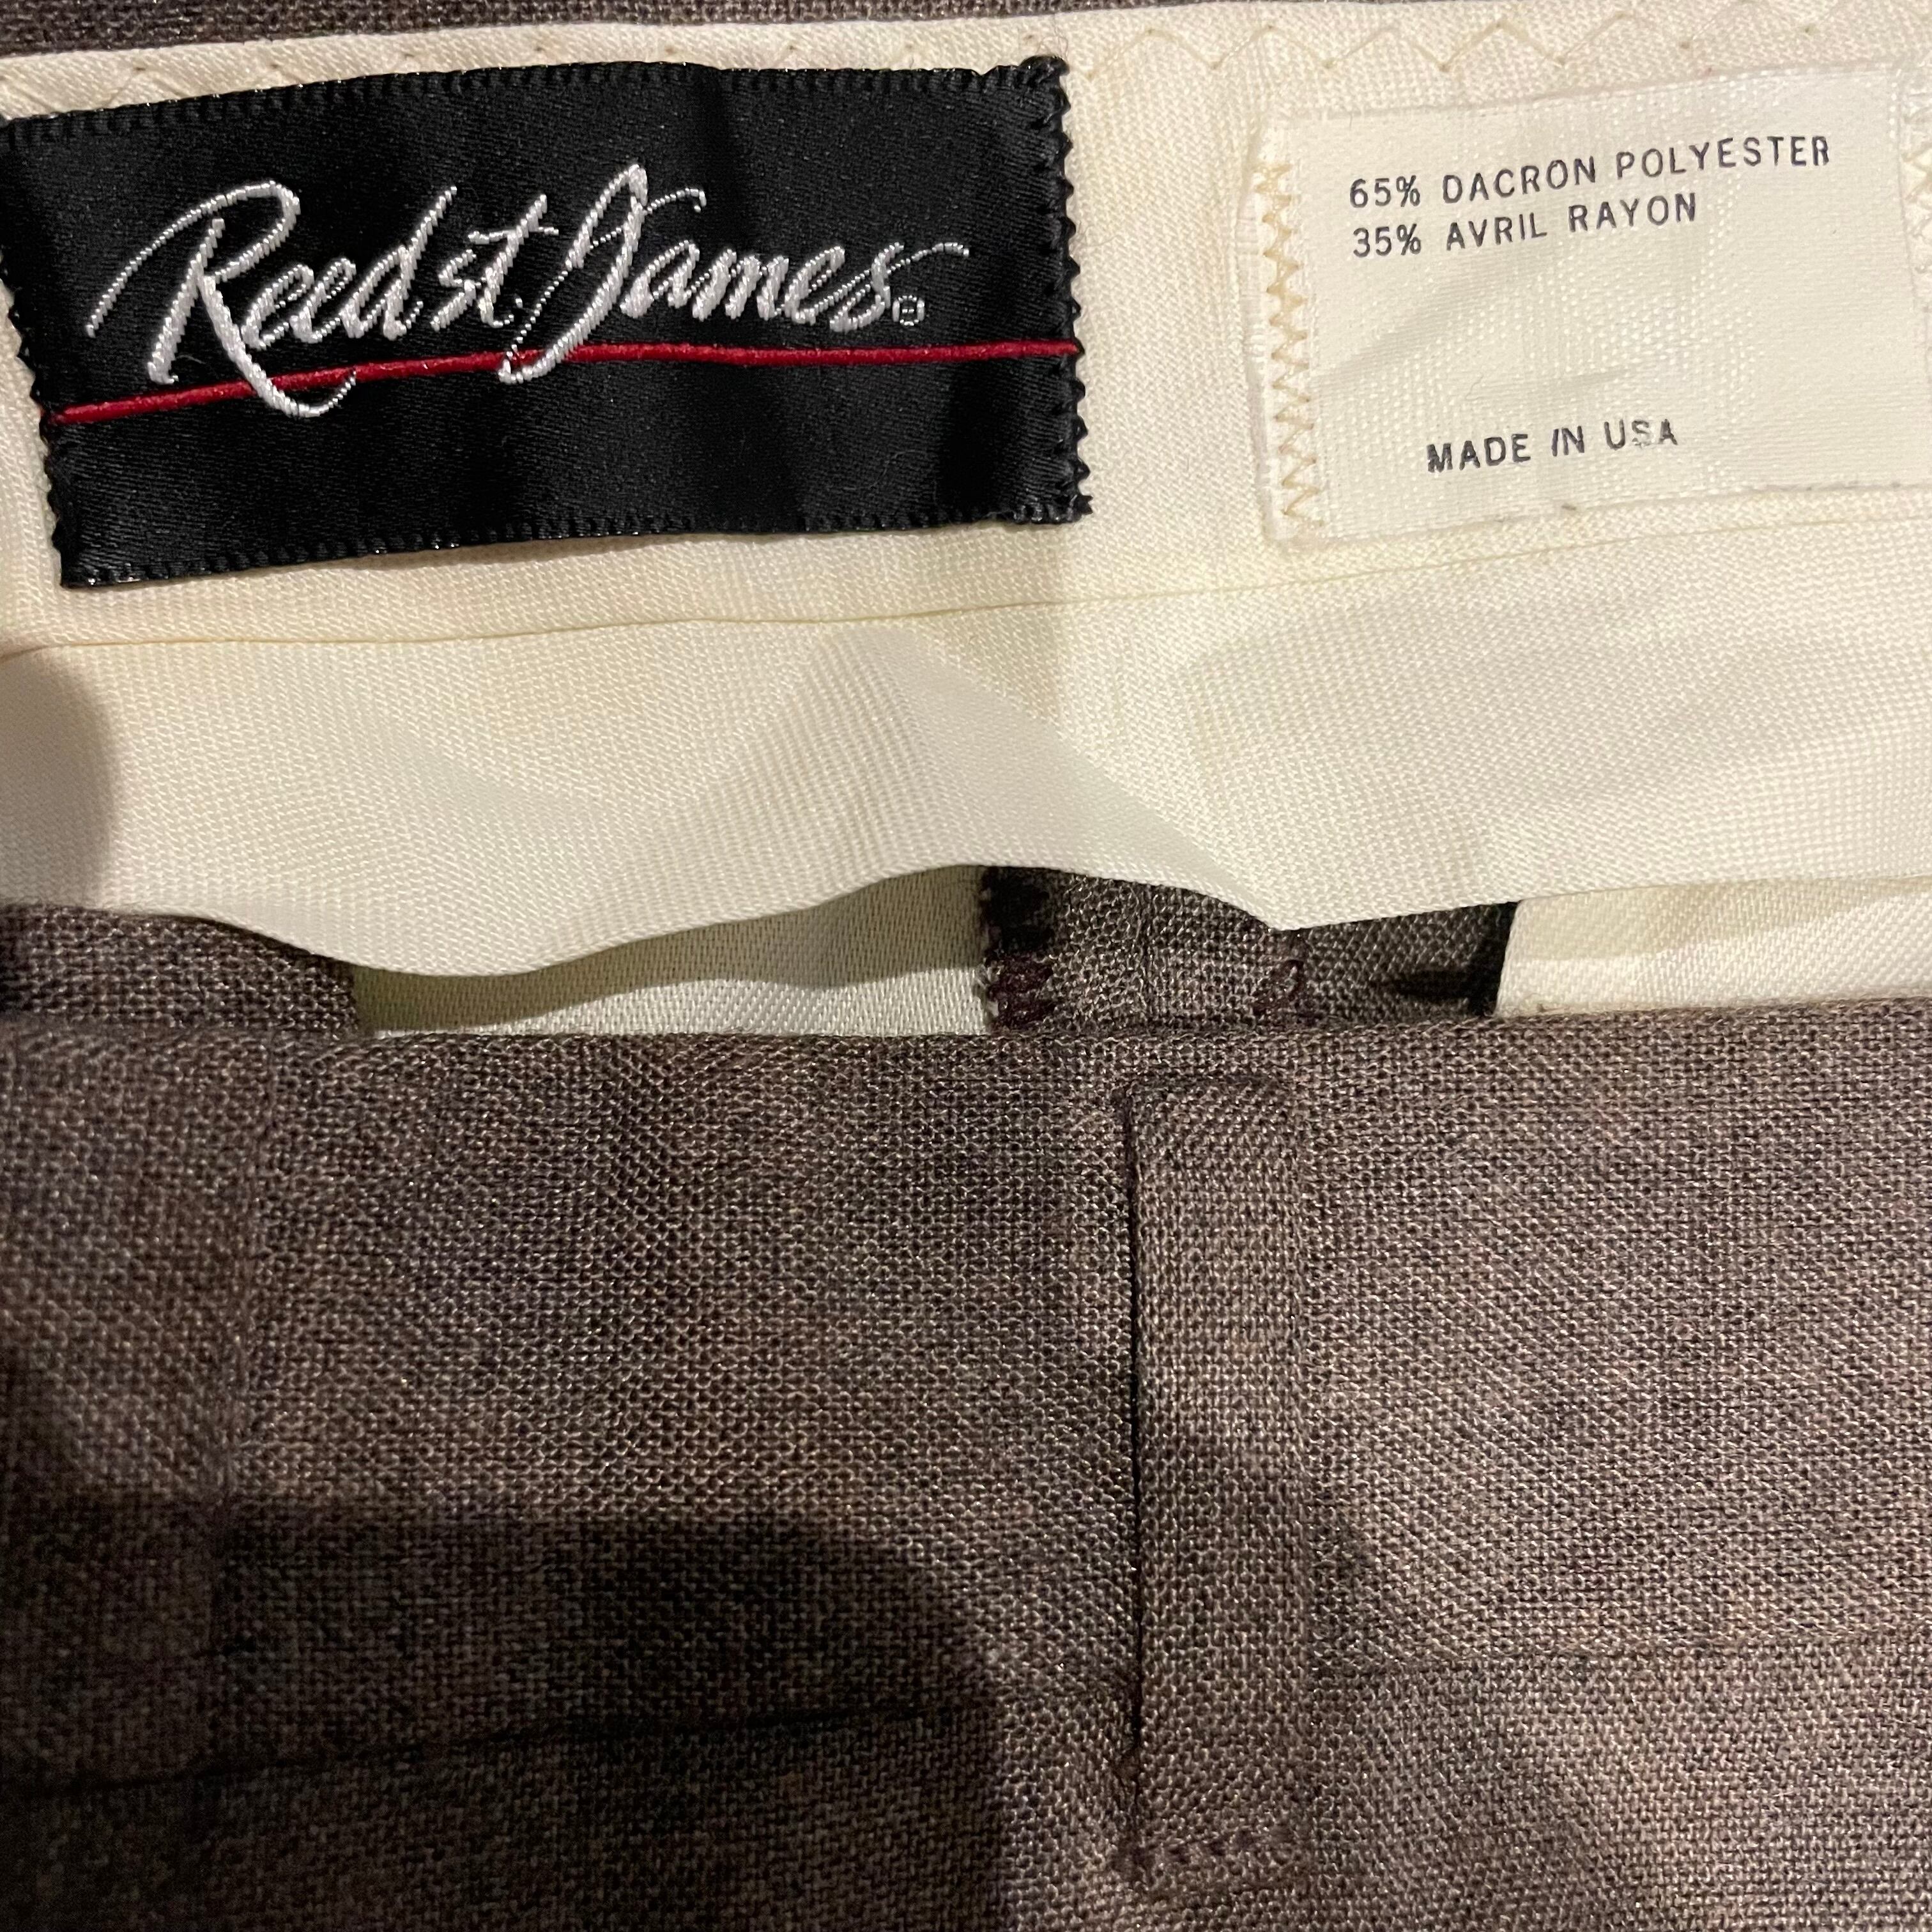 Reed St. James®
65% DACRON POLYESTER
35% AVRIL RAYON
MADE IN USA